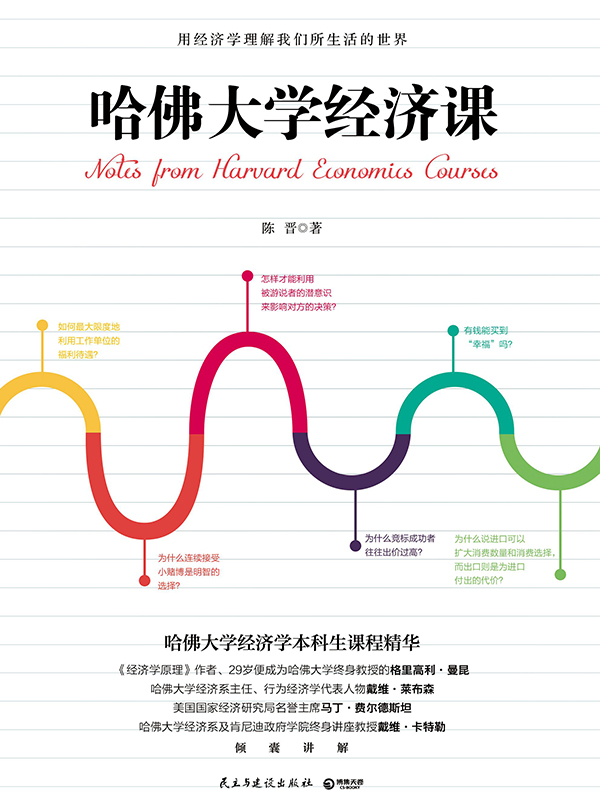 用经济学理解我们所生活的世界
哈佛大学经济课
Notes from Harvard Economics Courses
陈 晋◎著
怎样才能利用
被游说者的潜意识
来影响对方的决策?
如何最大限度地
利用工作单位的
福利待遇?
有钱能买到
“幸福”吗?
为什么连续接受
小赌博是明智的
选择?
为什么竞标成功者
往往出价过高?
为什么说进口可以
扩大消费数量和消费选择,
而出口则是为进口
付出的代价?
哈佛大学经济学本科生课程精华
《经济学原理》作者、29岁便成为哈佛大学终身教授的格里高利·曼昆
哈佛大学经济系主任、行为经济学代表人物戴维·莱布森
美国国家经济研究局名誉主席马丁·费尔德斯坦
哈佛大学经济系及肯尼迪政府学院终身讲座教授戴维·卡特勒
倾 囊 讲 解
民主与建设出版社
博集天卷
CS-BOOKY